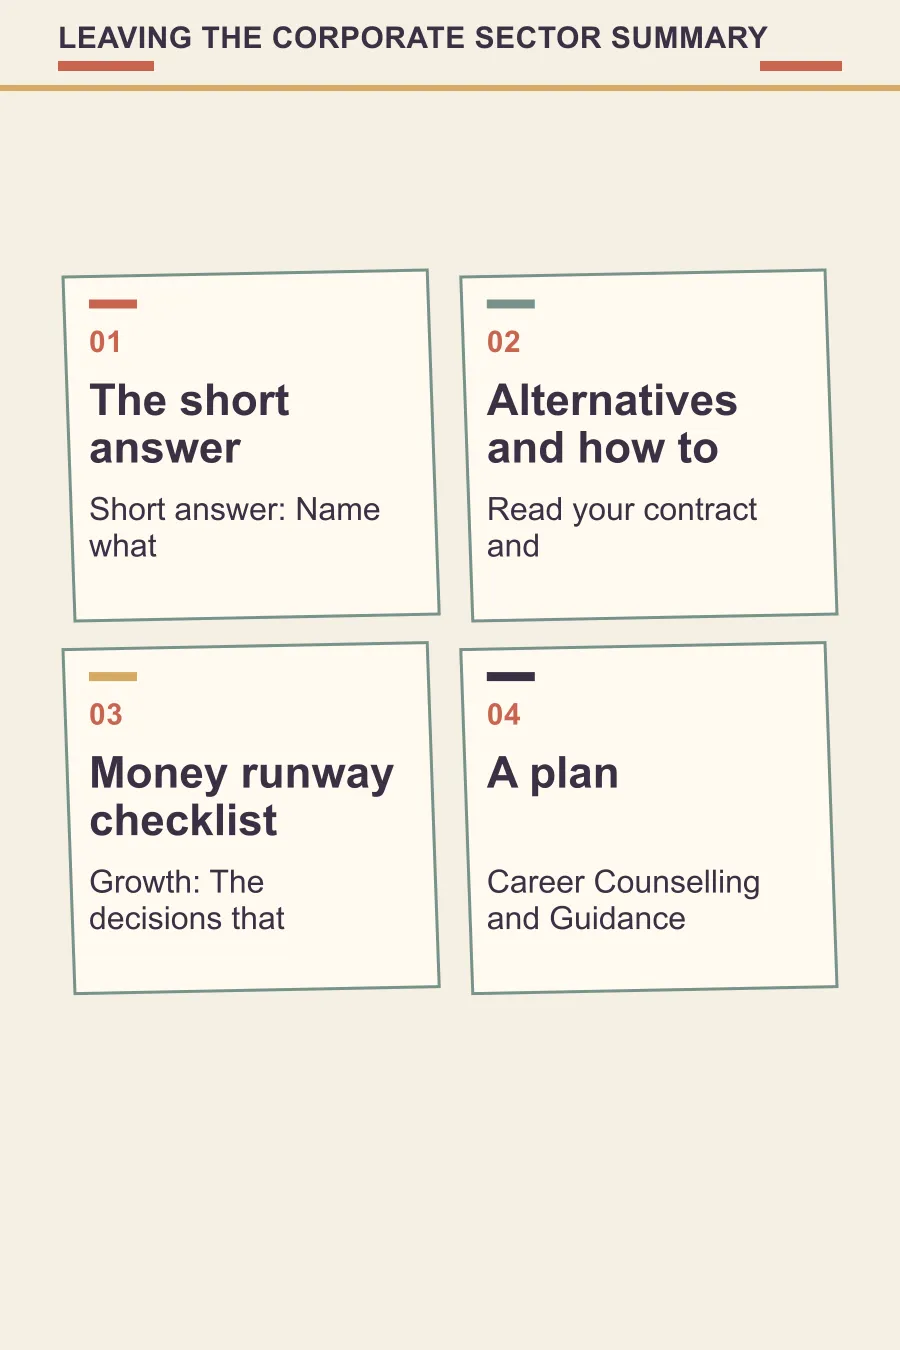 LEAVING THE CORPORATE SECTOR SUMMARY
01
The short
answer
Short answer: Name
what
02
Alternatives
and how to
Read your contract
and
03
Money runway
checklist
Growth: The
decisions that
04
A plan
Career Counselling
and Guidance